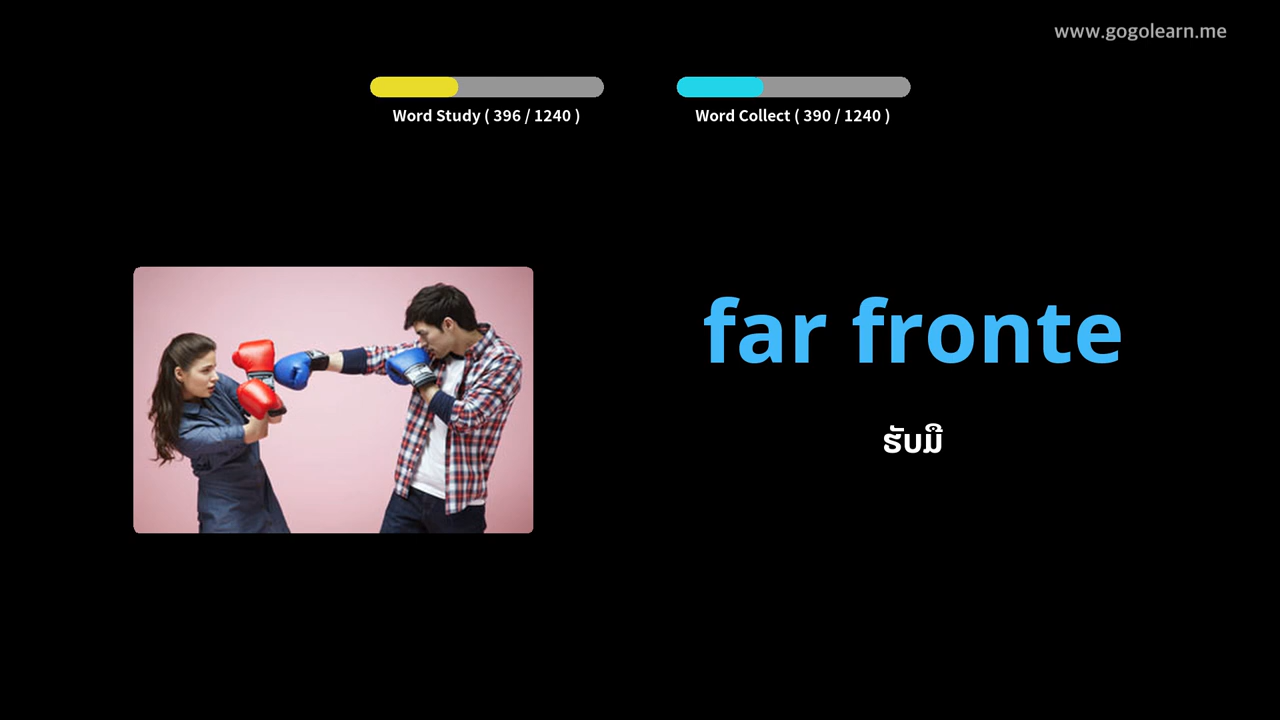 www.gogolearn.me
Word Study ( 396 / 1240 )
Word Collect ( 390 / 1240 )
far fronte
ຮັບມື